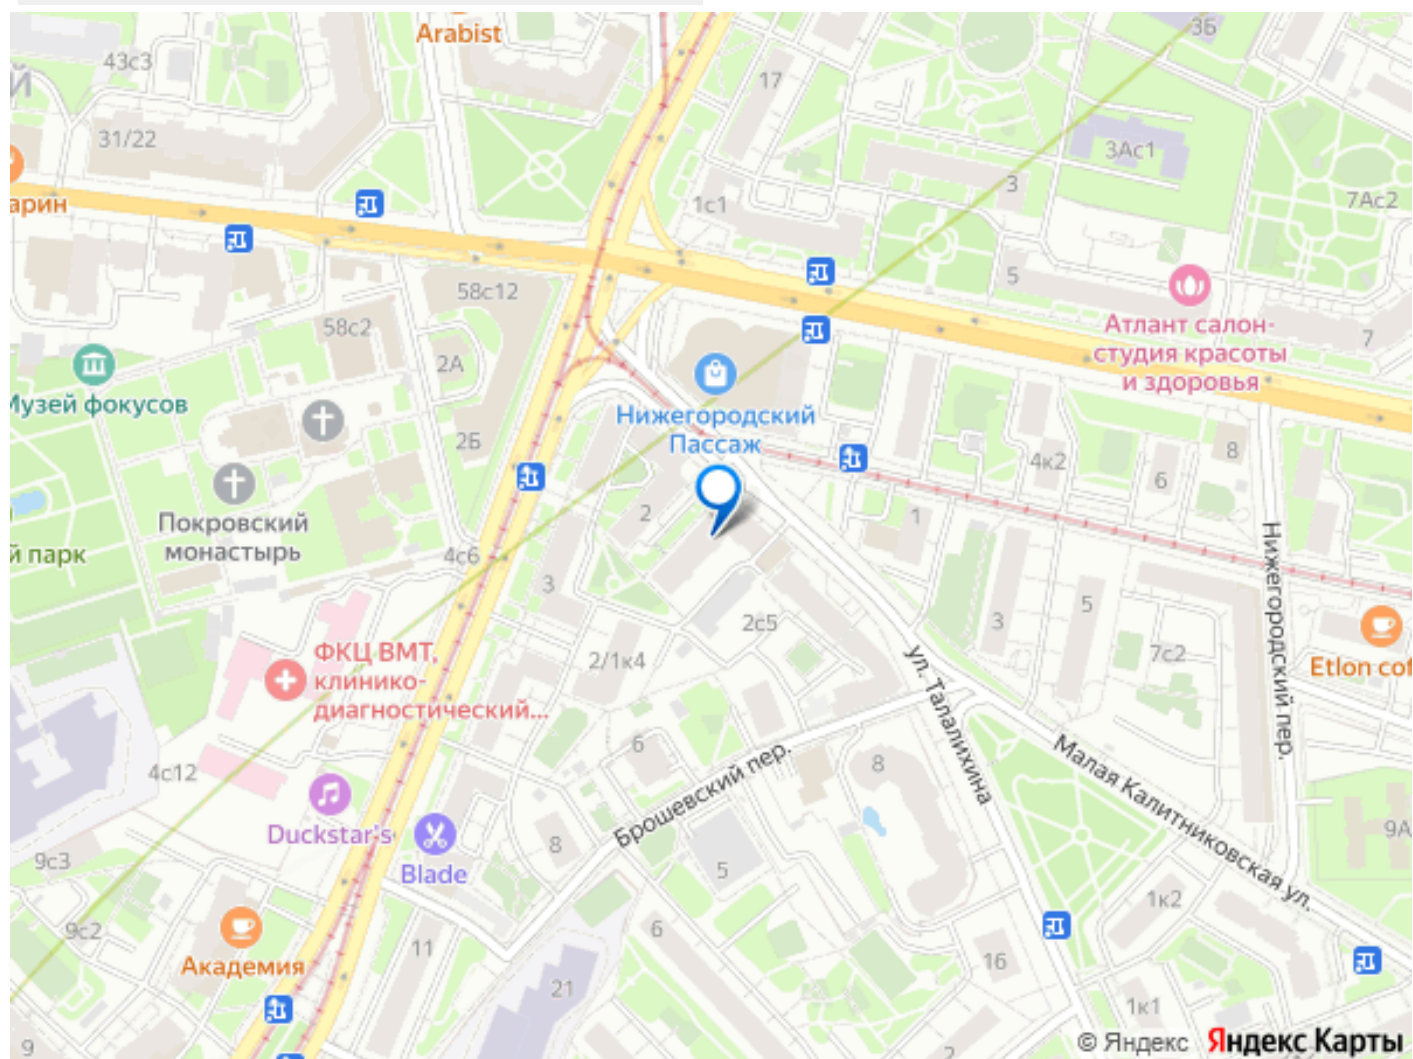 Arabist
3Б
43с3
Й
17
31/22
3Ас1
3
7Ас2
арин
1с1
5
58с12
58с2
Атлант салон-
студия красоты
и здоровья
7
2А
Музей фокусов
Нижегородский
Пассаж
2Б
8
4к2
6
Покровский
монастырь
2
1
й парк
4с6
3
Нижегородский пер.
5
2с5
3
ФКЦ ВМТ,
клинико-
диагностический...
2/1к4
7с2
Etlon cof
ул. Талалихина
6
Брошевский пер.
8
Малая Калитниковская ул.
4с12
Duckstar's
9А
9с3
8
Blade
5
1к2
9с2
6
11
Академия
16
21
1к1
9
2
© Яндекс Яндекс Карты